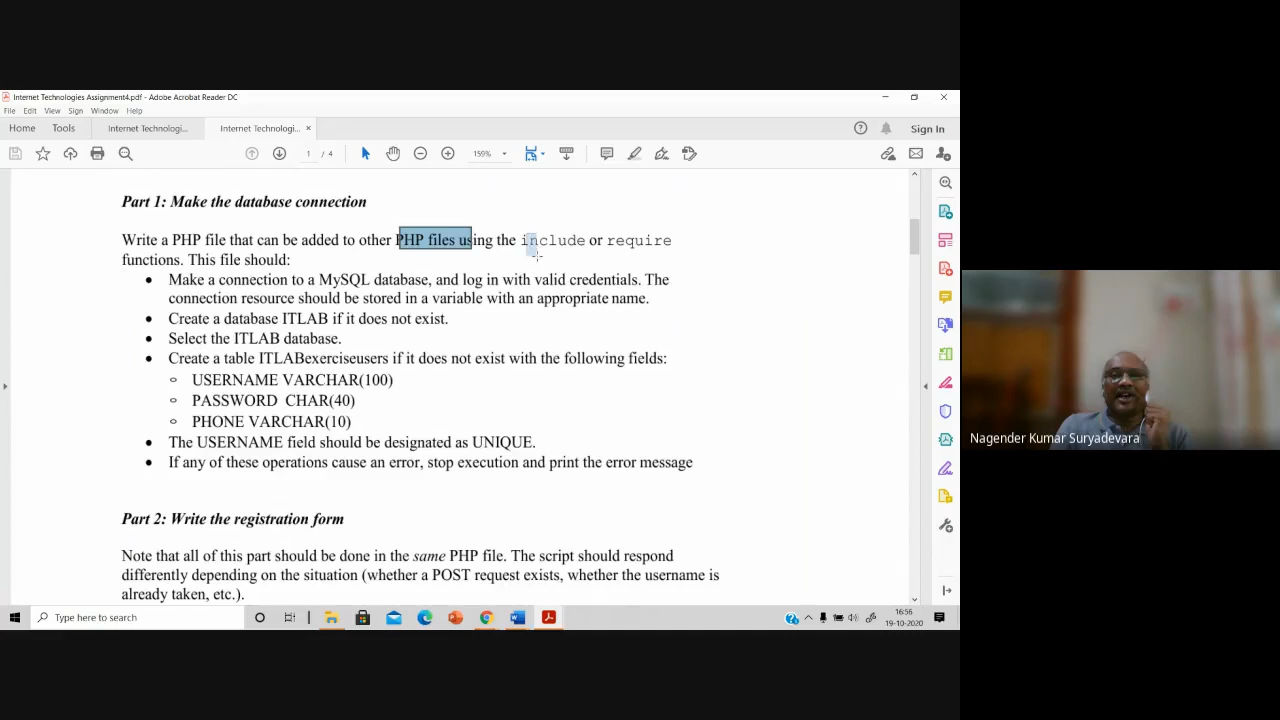 Internet Technologies Assignment4.pdf - Adobe Acrobat Reader DC
File Edit View Sign Window Help
Home Tools Internet Technologi... Internet Technologi... × Sign In
1 / 4 159%
Part 1: Make the database connection
Write a PHP file that can be added to other PHP files using the include or require
functions. This file should:
• Make a connection to a MySQL database, and log in with valid credentials. The
connection resource should be stored in a variable with an appropriate name.
• Create a database ITLAB if it does not exist.
• Select the ITLAB database.
• Create a table ITLABexerciseusers if it does not exist with the following fields:
○ USERNAME VARCHAR(100)
○ PASSWORD CHAR(40)
○ PHONE VARCHAR(10)
• The USERNAME field should be designated as UNIQUE.
• If any of these operations cause an error, stop execution and print the error message
Part 2: Write the registration form
Note that all of this part should be done in the same PHP file. The script should respond
differently depending on the situation (whether a POST request exists, whether the username is
already taken, etc.).
Nagender Kumar Suryadevara
Type here to search
16:56
19-10-2020